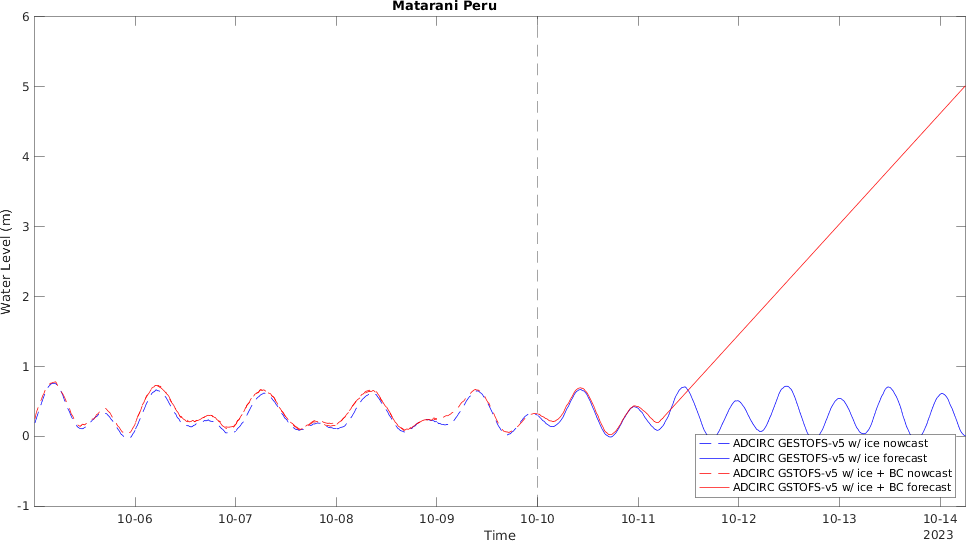 Matarani Peru
6
5
4
3
2
1
0
-1
Water Level (m)
10-06
10-07
10-08
10-09
10-10
10-11
10-12
10-13
10-14
2023
Time
ADCIRC GESTOFS-v5 w/ ice nowcast
ADCIRC GESTOFS-v5 w/ ice forecast
ADCIRC GSTOFS-v5 w/ ice + BC nowcast
ADCIRC GSTOFS-v5 w/ ice + BC forecast